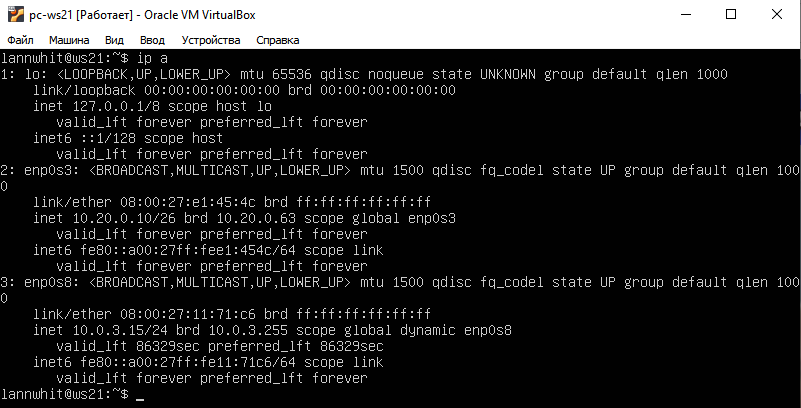 pc-ws21 [Работает] - Oracle VM VirtualBox
Файл Машина Вид Ввод Устройства Справка
lannwhit@ws21:~$ ip a
1: lo: <LOOPBACK,UP,LOWER_UP> mtu 65536 qdisc noqueue state UNKNOWN group default qlen 1000
    link/loopback 00:00:00:00:00:00 brd 00:00:00:00:00:00
    inet 127.0.0.1/8 scope host lo
       valid_lft forever preferred_lft forever
    inet6 ::1/128 scope host
       valid_lft forever preferred_lft forever
2: enp0s3: <BROADCAST,MULTICAST,UP,LOWER_UP> mtu 1500 qdisc fq_codel state UP group default qlen 100
0
    link/ether 08:00:27:e1:45:4c brd ff:ff:ff:ff:ff:ff
    inet 10.20.0.10/26 brd 10.20.0.63 scope global enp0s3
       valid_lft forever preferred_lft forever
    inet6 fe80::a00:27ff:fee1:454c/64 scope link
       valid_lft forever preferred_lft forever
3: enp0s8: <BROADCAST,MULTICAST,UP,LOWER_UP> mtu 1500 qdisc fq_codel state UP group default qlen 100
0
    link/ether 08:00:27:11:71:c6 brd ff:ff:ff:ff:ff:ff
    inet 10.0.3.15/24 brd 10.0.3.255 scope global dynamic enp0s8
       valid_lft 86329sec preferred_lft 86329sec
    inet6 fe80::a00:27ff:fe11:71c6/64 scope link
       valid_lft forever preferred_lft forever
lannwhit@ws21:~$ _